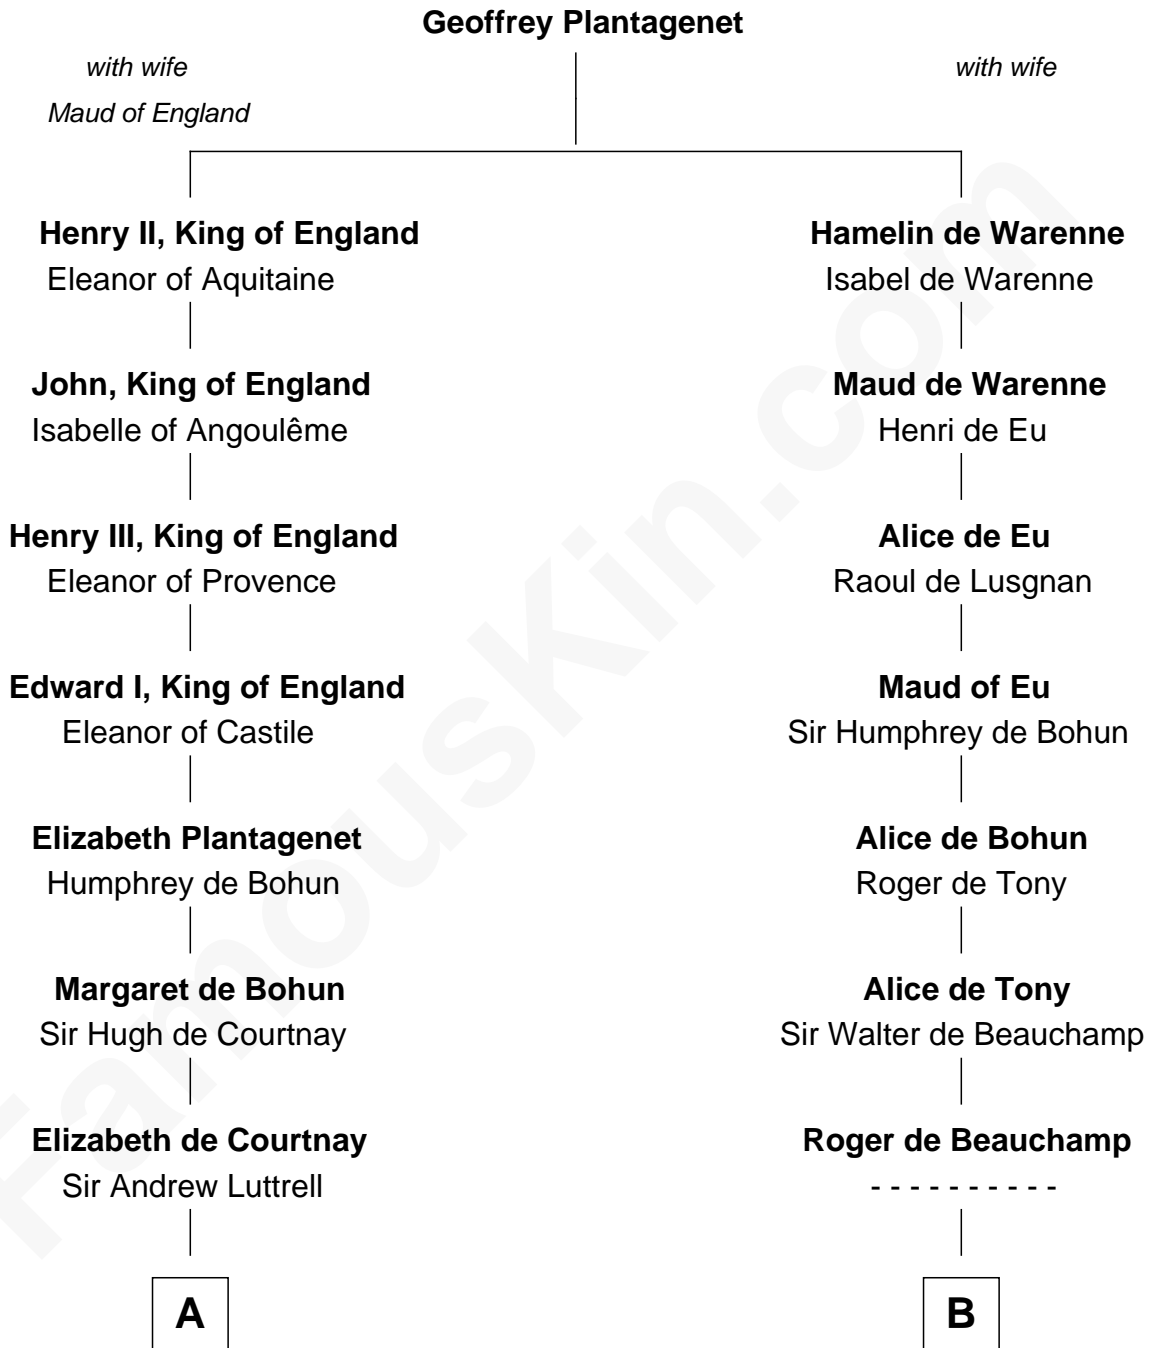 Geoffrey Plantagenet
with wife
Maud of England
with wife
Henry II, King of England
Eleanor of Aquitaine
Hamelin de Warenne
Isabel de Warenne
John, King of England
Isabelle of Angoulême
Maud de Warenne
Henri de Eu
Henry III, King of England
Eleanor of Provence
Alice de Eu
Raoul de Lusgnan
Edward I, King of England
Eleanor of Castile
Maud of Eu
Sir Humphrey de Bohun
Elizabeth Plantagenet
Humphrey de Bohun
Alice de Bohun
Roger de Tony
Margaret de Bohun
Sir Hugh de Courtnay
Alice de Tony
Sir Walter de Beauchamp
Elizabeth de Courtnay
Sir Andrew Luttrell
Roger de Beauchamp
- - - - - - - - - -
A
B
FamousKin.com